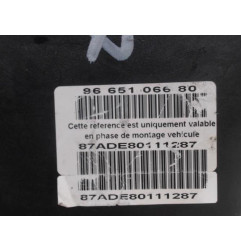 96 651 066 80
Cette reference est uniquement valable
en phase de montage vehicule
87ADE80111287
87ADE80111287